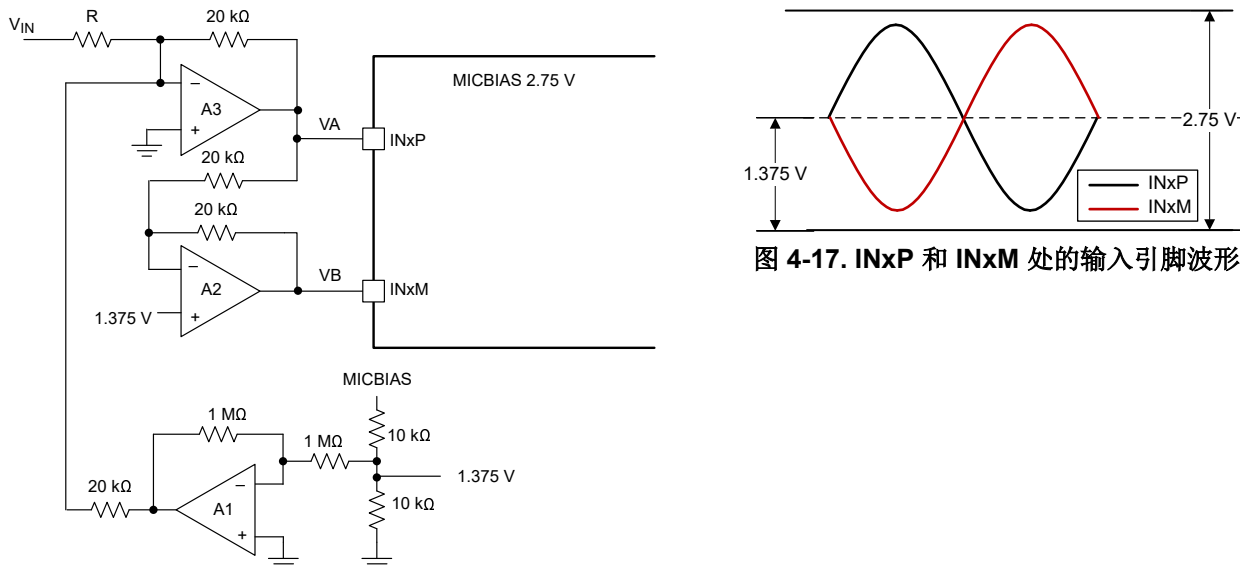 VIN
R
20 kΩ
MICBIAS 2.75 V
−
A3
+
VA
INxP
20 kΩ
20 kΩ
−
A2
+
VB
INxM
1.375 V
MICBIAS
1 MΩ
10 kΩ
1 MΩ
1.375 V
20 kΩ
−
A1
+
10 kΩ
2.75 V
1.375 V
INxP
INxM
图 4-17. INxP 和 INxM 处的输入引脚波形